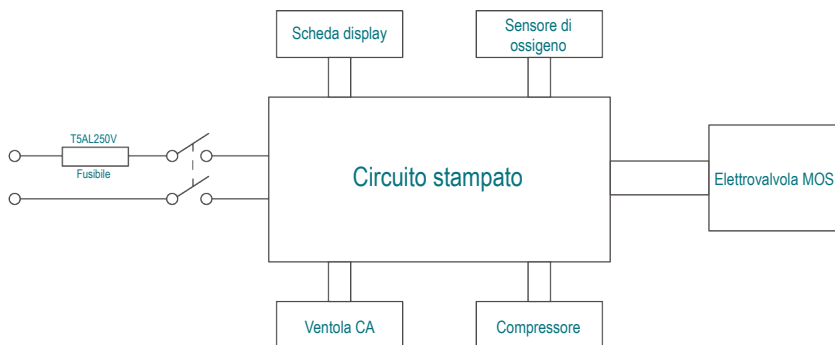 Scheda display
Sensore di
ossigeno
T5AL250V
Fusibile
Circuito stampato
Elettrovalvola MOS
Ventola CA
Compressore